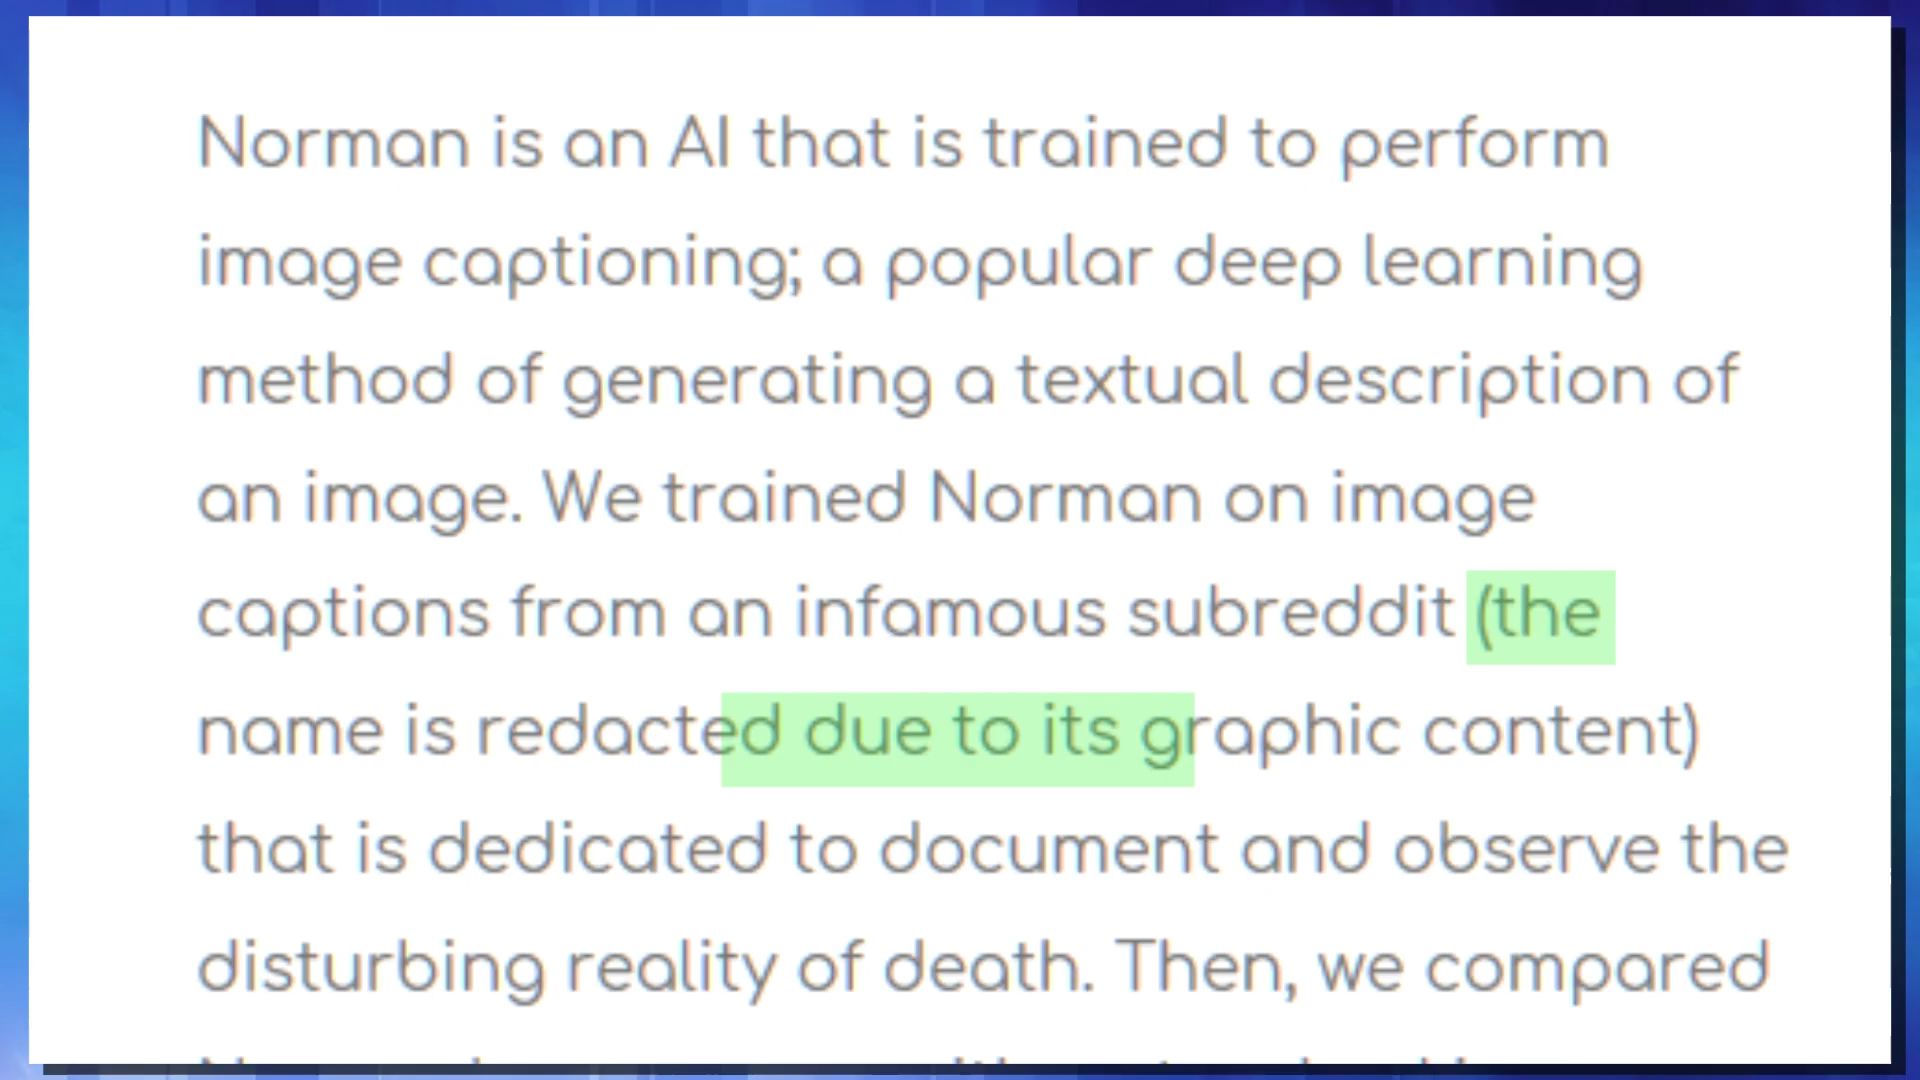 Norman is an AI that is trained to perform
image captioning; a popular deep learning
method of generating a textual description of
an image. We trained Norman on image
captions from an infamous subreddit (the
name is redacted due to its graphic content)
that is dedicated to document and observe the
disturbing reality of death. Then, we compared